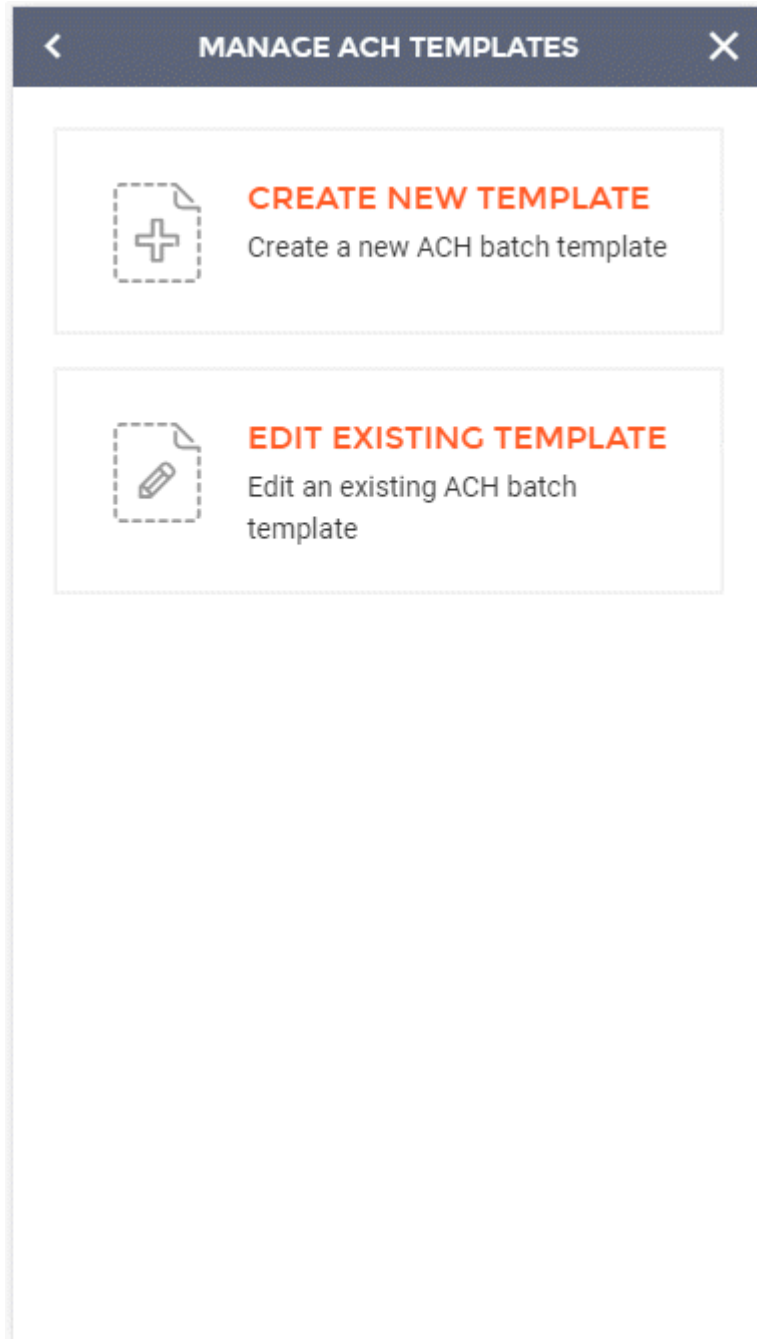 MANAGE ACH TEMPLATES
CREATE NEW TEMPLATE
Create a new ACH batch template
EDIT EXISTING TEMPLATE
Edit an existing ACH batch
template